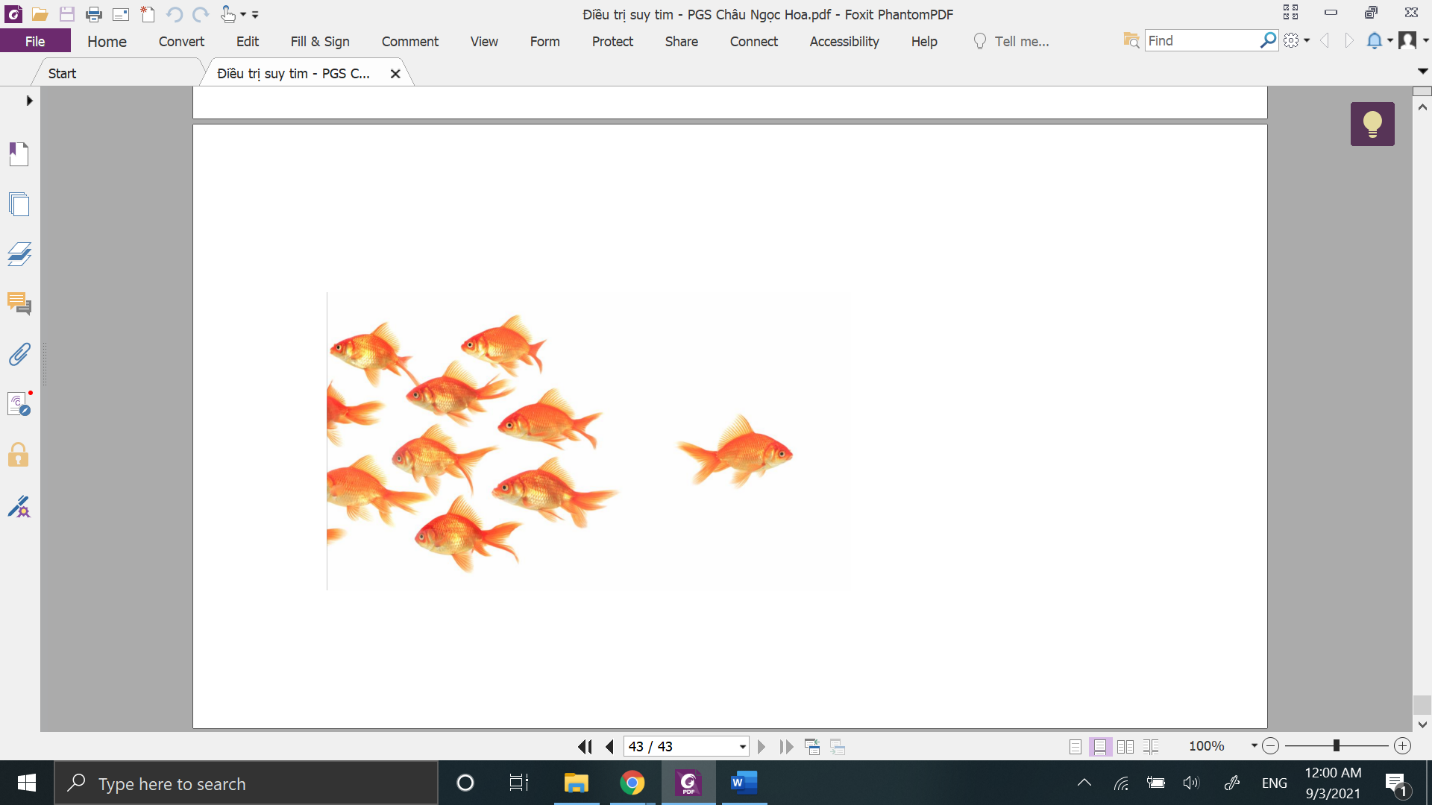 Điều trị suy tim - PGS Châu Ngọc Hoa.pdf - Foxit PhantomPDF
File Home Convert Edit Fill & Sign Comment View Form Protect Share Connect Accessibility Help Tell me... Find
Start Điều trị suy tim - PGS C...
43 / 43 100%
Type here to search PDF W ENG 12:00 AM
9/3/2021 1